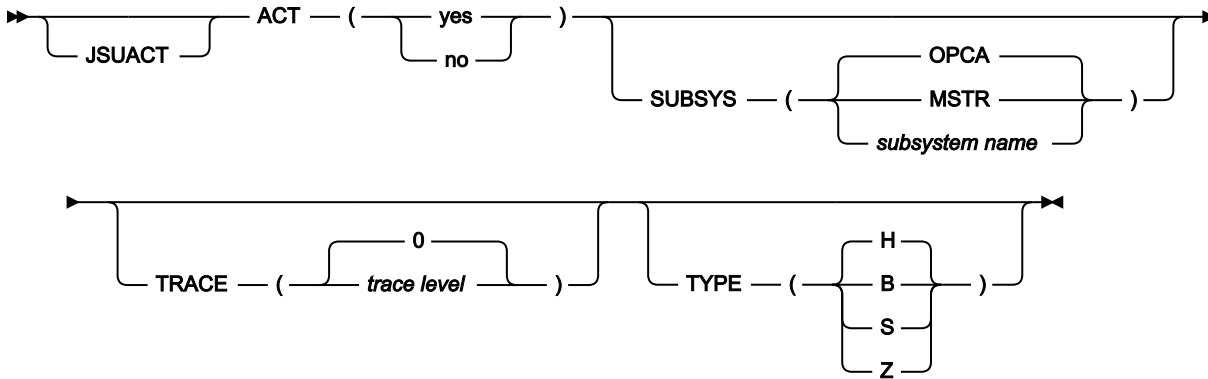 ACT ( yes )
JSUACT
no
OPCA
SUBSYS ( MSTR )
subsystem name
0
TRACE ( trace level )
H
TYPE ( B )
S
Z